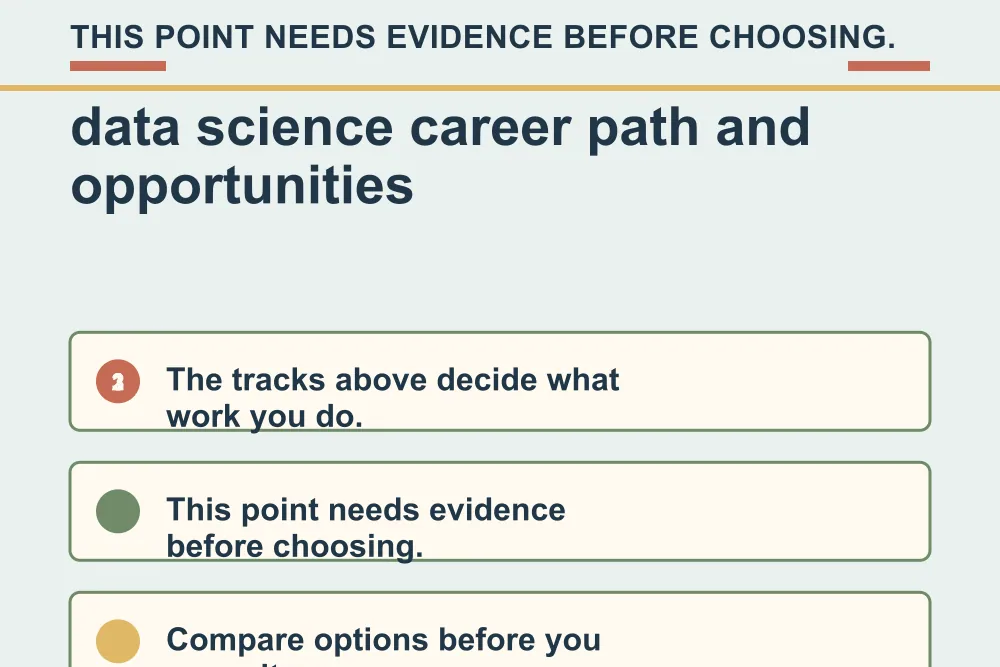 THIS POINT NEEDS EVIDENCE BEFORE CHOOSING.
data science career path and
opportunities
The tracks above decide what
work you do.
This point needs evidence
before choosing.
Compare options before you